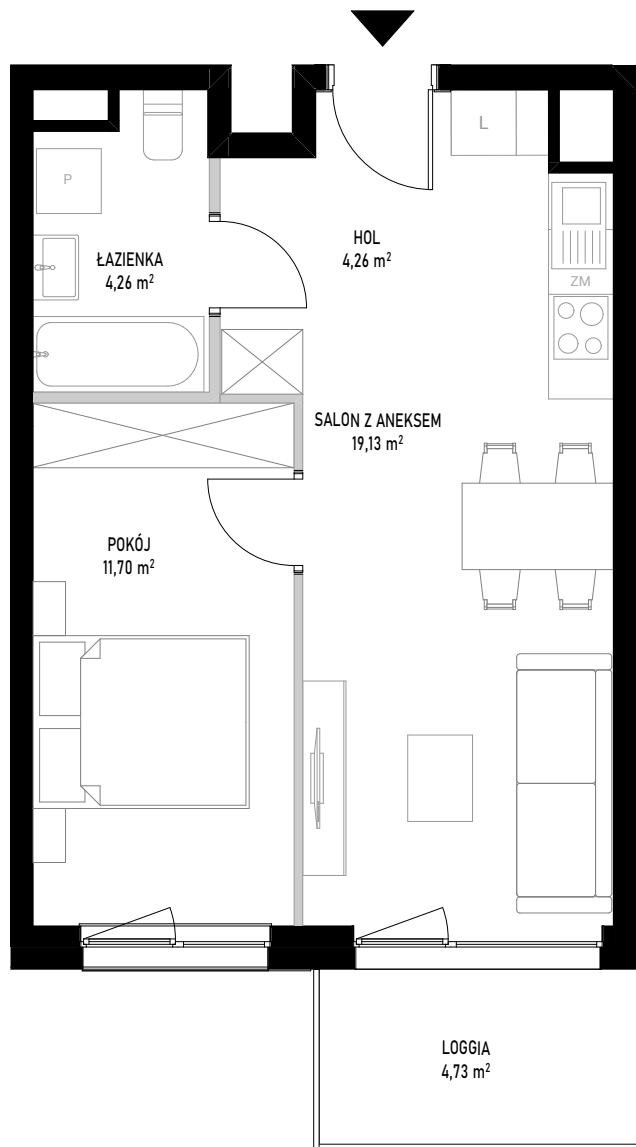 L
P
HOL
4,26 m²
ŁAZIENKA
4,26 m²
ZM
SALON Z ANEKSEM
19,13 m²
POKÓJ
11,70 m²
LOGGIA
4,73 m²